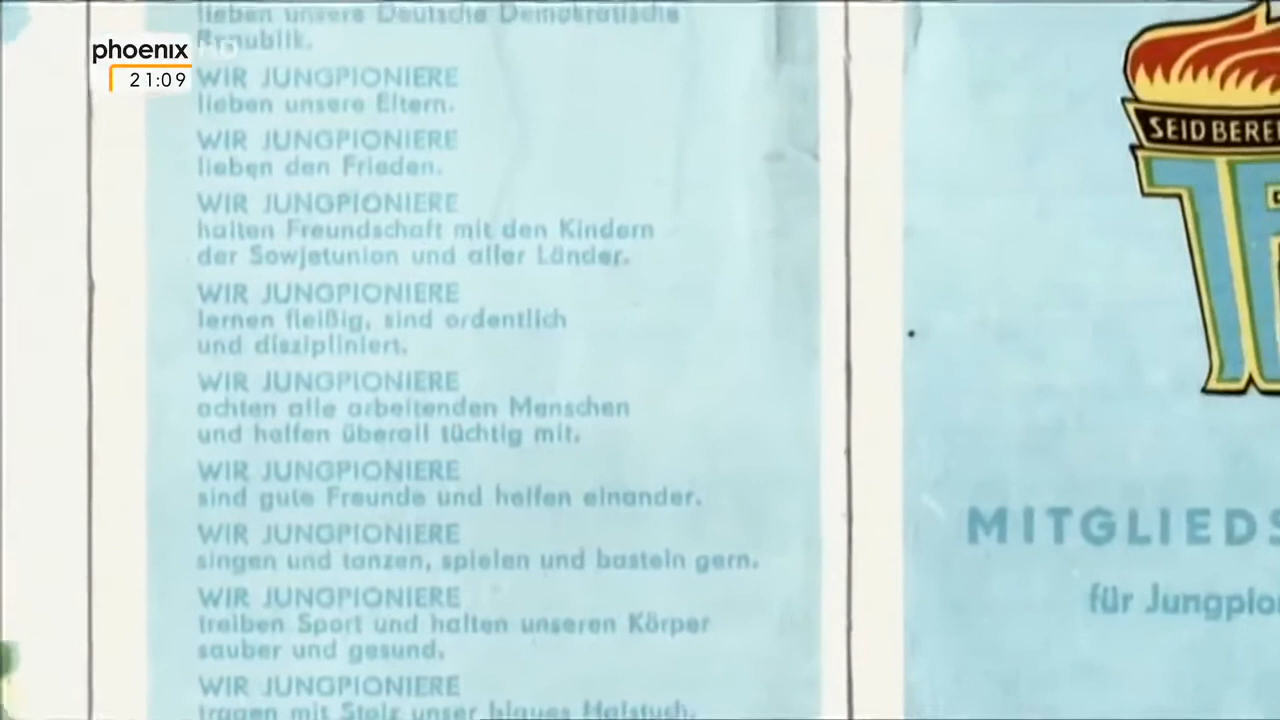 lieben unsere Deutsche Demokratische
Republik.
phoenix HD
21:09
WIR JUNGPIONIERE
lieben unsere Eltern.
WIR JUNGPIONIERE
lieben den Frieden.
WIR JUNGPIONIERE
halten Freundschaft mit den Kindern
der Sowjetunion und aller Länder.
WIR JUNGPIONIERE
lernen fleißig, sind ordentlich
und diszipliniert.
WIR JUNGPIONIERE
achten alle arbeitenden Menschen
und helfen überall tüchtig mit.
WIR JUNGPIONIERE
sind gute Freunde und helfen einander.
WIR JUNGPIONIERE
singen und tanzen, spielen und basteln gern.
WIR JUNGPIONIERE
treiben Sport und halten unseren Körper
sauber und gesund.
WIR JUNGPIONIERE
tragen mit Stolz unser blaues Halstuch.
SEID BEREI
JP
MITGLIEDS
für Jungpion